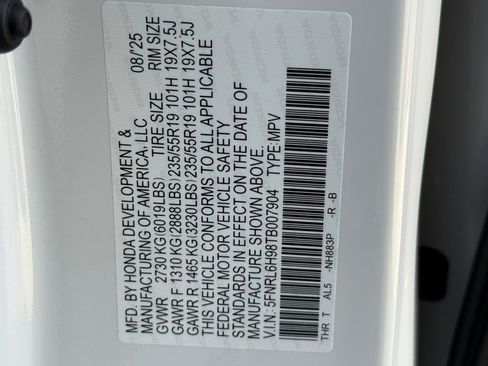 MFD. BY HONDA DEVELOPMENT & 08/'25
MANUFACTURING OF AMERICA, LLC
GVWR 2730 KG(6019LBS) TIRE SIZE RIM SIZE
GAWR F 1310 KG(2888LBS)235/55R19 101H 19X7.5J
GAWR R 1465 KG(3230LBS)235/55R19 101H 19X7.5J
THIS VEHICLE CONFORMS TO ALL APPLICABLE
FEDERAL MOTOR VEHICLE SAFETY
STANDARDS IN EFFECT ON THE DATE OF
MANUFACTURE SHOWN ABOVE.
V.I.N.: 5FNRL6H98TB007904 TYPE:MPV
THR T AL5 -NH883P -R -B